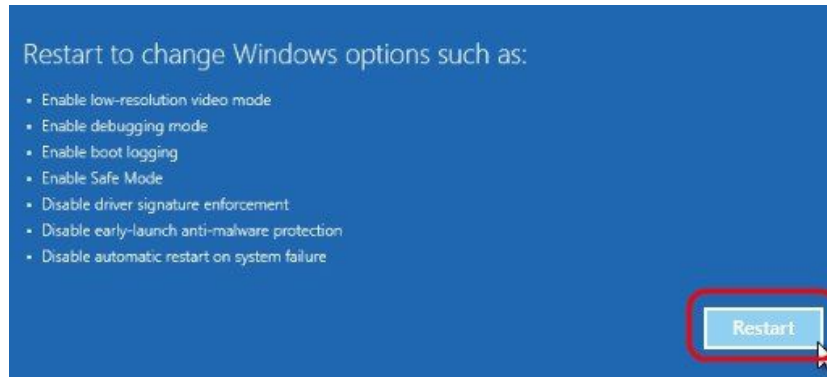 Restart to change Windows options such as:
• Enable low-resolution video mode
• Enable debugging mode
• Enable boot logging
• Enable Safe Mode
• Disable driver signature enforcement
• Disable early-launch anti-malware protection
• Disable automatic restart on system failure
Restart